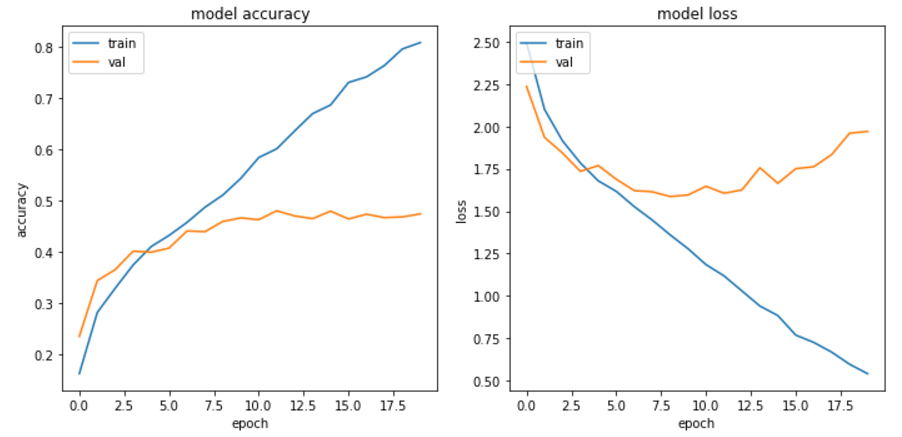 model accuracy
train
val
0.8
0.7
0.6
0.5
0.4
0.3
0.2
accuracy
0.0 2.5 5.0 7.5 10.0 12.5 15.0 17.5
epoch
model loss
train
val
2.50
2.25
2.00
1.75
1.50
1.25
1.00
0.75
0.50
loss
0.0 2.5 5.0 7.5 10.0 12.5 15.0 17.5
epoch